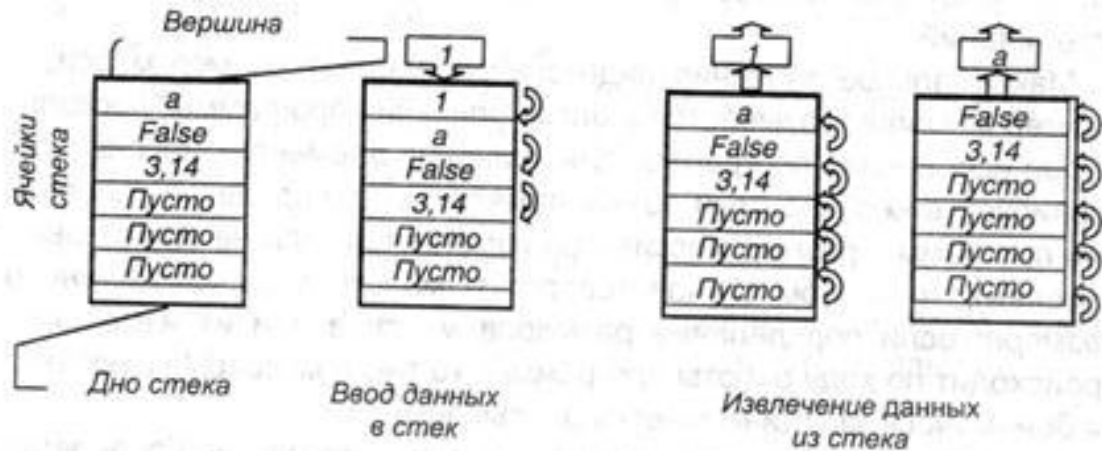 Вершина
Ячейки
стека
a
False
3,14
Пусто
Пусто
Пусто
Дно стека
1
1
a
False
3,14
Пусто
Пусто
Ввод данных
в стек
1
a
False
3,14
Пусто
Пусто
Пусто
a
False
3,14
Пусто
Пусто
Пусто
Пусто
Извлечение данных
из стека